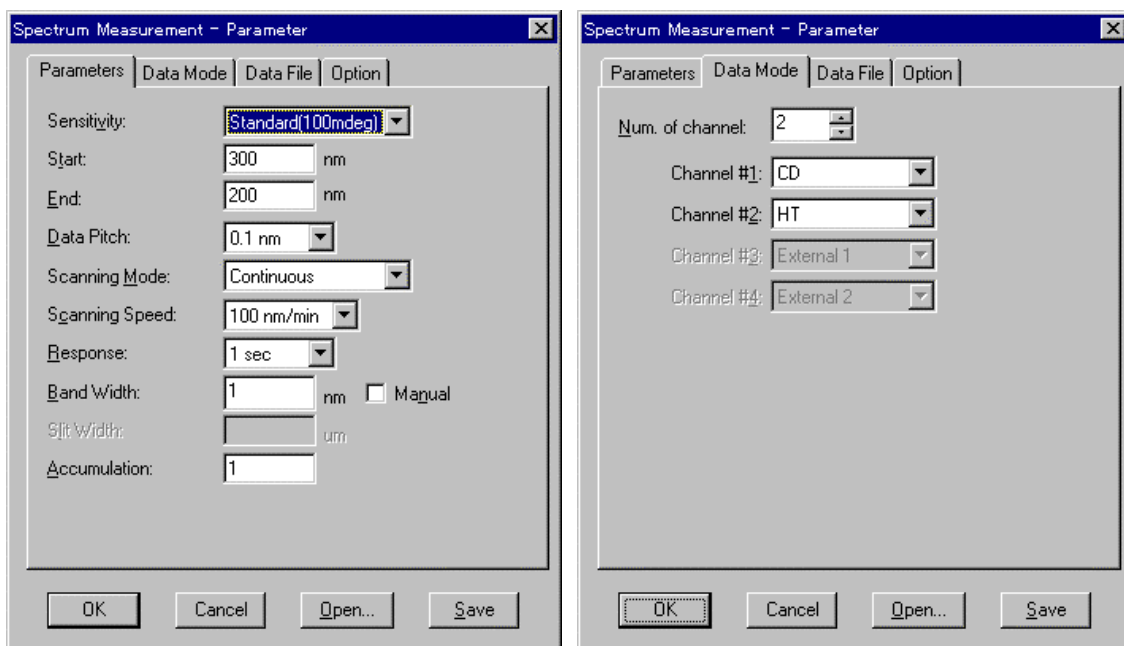 Spectrum Measurement - Parameter
Parameters Data Mode Data File Option
Sensitivity: Standard(100mdeg)
Start: 300 nm
End: 200 nm
Data Pitch: 0.1 nm
Scanning Mode: Continuous
Scanning Speed: 100 nm/min
Response: 1 sec
Band Width: 1 nm Manual
Slit Width: um
Accumulation: 1
OK Cancel Open... Save
Spectrum Measurement - Parameter
Parameters Data Mode Data File Option
Num. of channel: 2
Channel #1: CD
Channel #2: HT
Channel #3: External 1
Channel #4: External 2
OK Cancel Open... Save